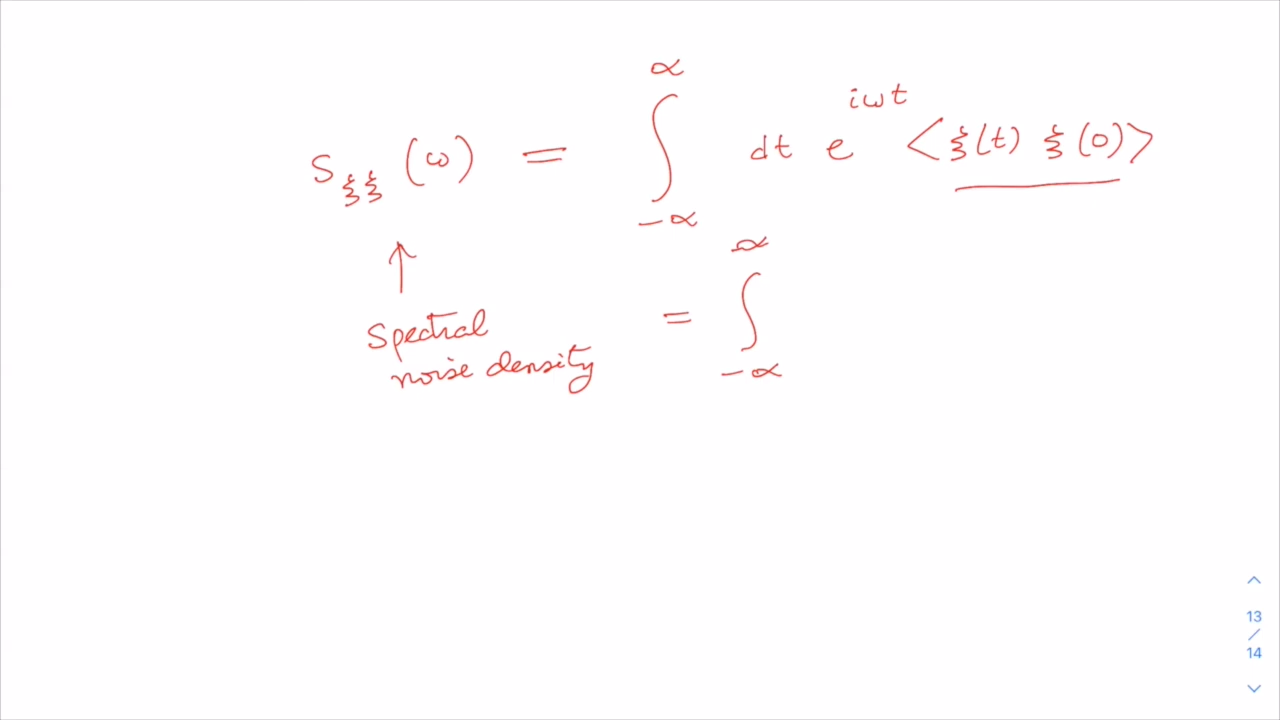 S_ξξ (ω) = ∫_{-∝}^{∝} dt e^{iωt} <ξ(t) ξ(0)>
↑
Spectral = ∫_{-∝}^{∝}
noise density
13
/
14